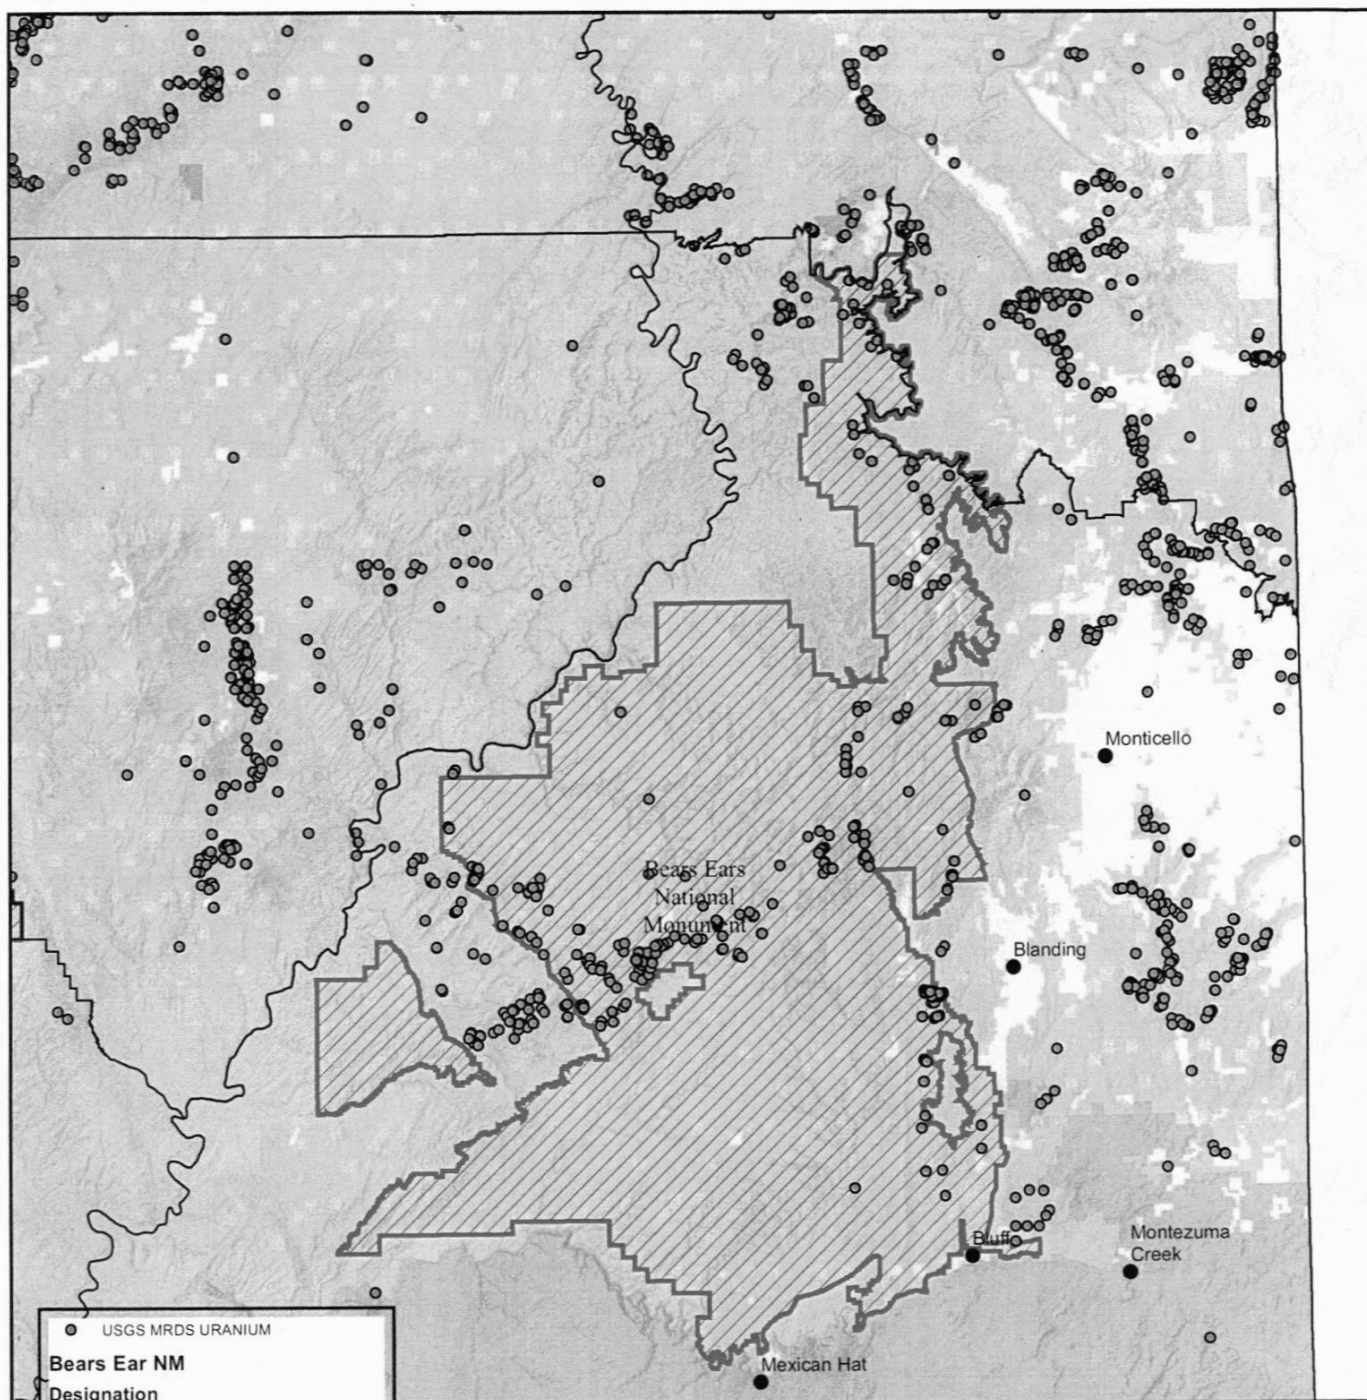 Monticello
Bears Ears
National
Monument
Blanding
Bluff
Montezuma
Creek
USGS MRDS URANIUM
Bears Ear NM
Designation
Mexican Hat